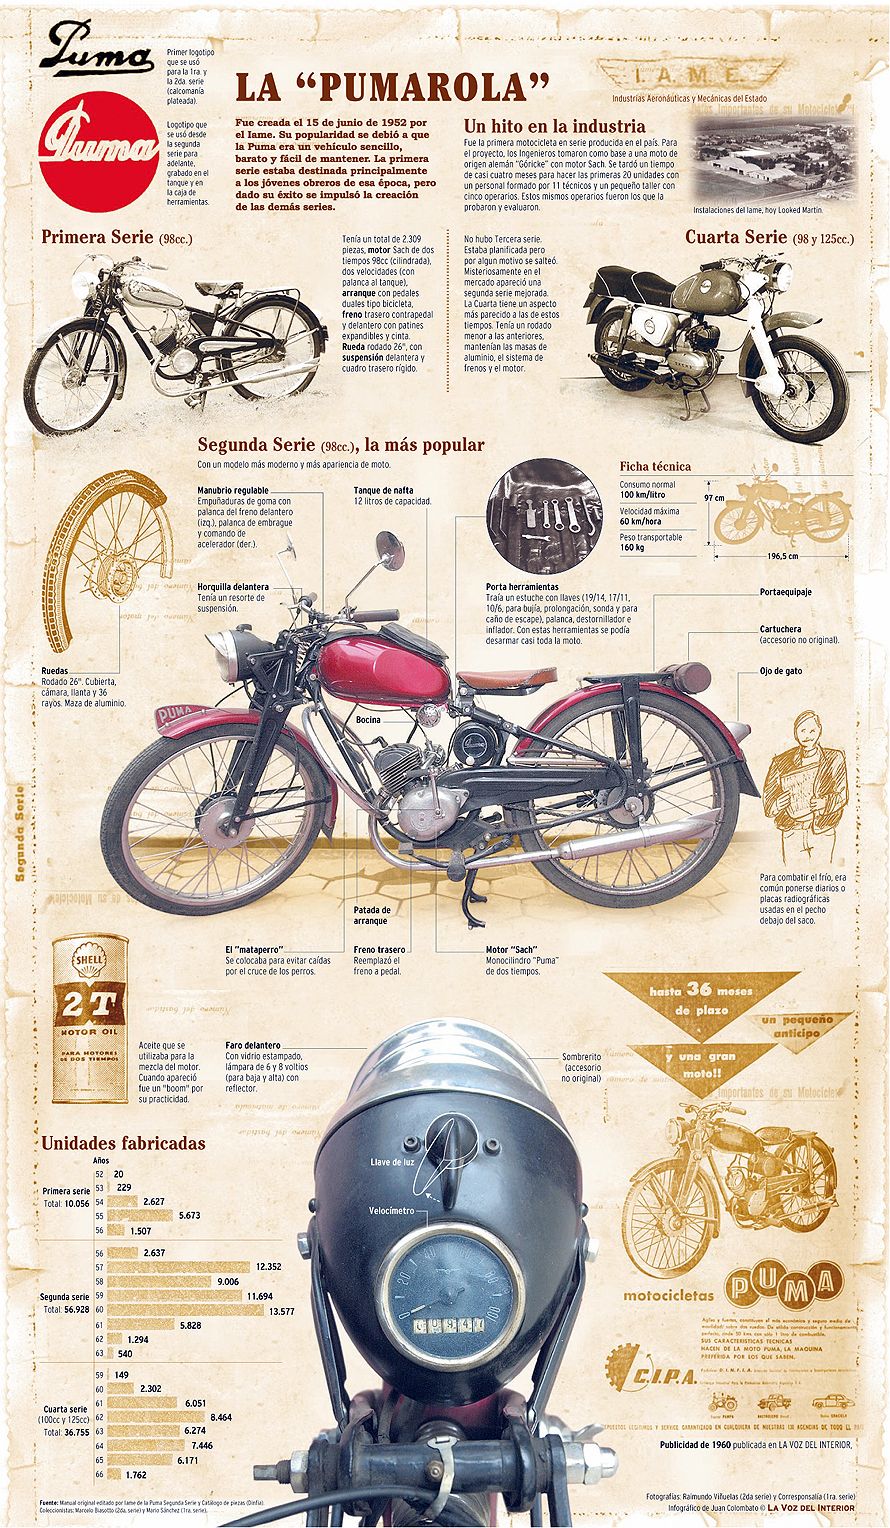 Puma
Primer logotipo
que se usó
para la 1ra. y
la 2da. serie
(calcomanía
plateada).
Puma
Logotipo que
se usó desde
la segunda
serie para
adelante,
grabado en el
tanque y en
la caja de
herramientas.
LA “PUMAROLA”
Fue creada el 15 de junio de 1952 por
el Iame. Su popularidad se debió a que
la Puma era un vehículo sencillo,
barato y fácil de mantener. La primera
serie estaba destinada principalmente
a los jóvenes obreros de esa época, pero
dado su éxito se impulsó la creación
de las demás series.
I.A.M.E.
Industrias Aeronáuticas y Mecánicas del Estado
Un hito en la industria
Fue la primera motocicleta en serie producida en el país. Para
el proyecto, los Ingenieros tomaron como base a una moto de
origen alemán "Göricke" con motor Sach. Se tardó un tiempo
de casi cuatro meses para hacer las primeras 20 unidades con
un personal formado por 11 técnicos y un pequeño taller con
cinco operarios. Estos mismos operarios fueron los que la
probaron y evaluaron.
Instalaciones del Iame, hoy Looked Martin.
Primera Serie (98cc.)
Tenía un total de 2.309
piezas, motor Sach de dos
tiempos 98cc (cilindrada),
dos velocidades (con
palanca al tanque),
arranque con pedales
duales tipo bicicleta,
freno trasero contrapedal
y delantero con patines
expandibles y cinta.
Rueda rodado 26", con
suspensión delantera y
cuadro trasero rígido.
No hubo Tercera serie.
Estaba planificada pero
por algun motivo se salteó.
Misteriosamente en el
mercado apareció una
segunda serie mejorada.
La Cuarta tiene un aspecto
más parecido a las de estos
tiempos. Tenía un rodado
menor a las anteriores,
mantenían las masas de
aluminio, el sistema de
frenos y el motor.
Cuarta Serie (98 y 125cc.)
Segunda Serie (98cc.), la más popular
Con un modelo más moderno y más apariencia de moto.
Manubrio regulable
Empuñaduras de goma con
palanca del freno delantero
(izq.), palanca de embrague
y comando de
acelerador (der.).
Tanque de nafta
12 litros de capacidad.
Horquilla delantera
Tenía un resorte de
suspensión.
Ficha técnica
Consumo normal
100 km/litro
Velocidad máxima
60 km/hora
Peso transportable
160 kg
97 cm
196,5 cm
Porta herramientas
Traía un estuche con llaves (19/14, 17/11,
10/6, para bujía, prolongación, sonda y para
caño de escape), palanca, destornillador e
inflador. Con estas herramientas se podía
desarmar casi toda la moto.
Portaequipaje
Cartuchera
(accesorio no original).
Ojo de gato
Ruedas
Rodado 26". Cubierta,
cámara, llanta y 36
rayos. Maza de aluminio.
PUMA
Bocina
Puma
Segunda Serie
Para combatir el frío, era
común ponerse diarios o
placas radiográficas
usadas en el pecho
debajo del saco.
Patada de
arranque
El "mataperro"
Se colocaba para evitar caídas
por el cruce de los perros.
Freno trasero
Reemplazó el
freno a pedal.
Motor "Sach"
Monocilindro "Puma"
de dos tiempos.
SHELL
2T
MOTOR OIL
PARA MOTORES
DE DOS TIEMPOS
Aceite que se
utilizaba para la
mezcla del motor.
Cuando apareció
fue un "boom" por
su practicidad.
Faro delantero
Con vidrio estampado,
lámpara de 6 y 8 voltios
(para baja y alta) con
reflector.
Sombrerito
(accesorio
no original)
hasta 36 meses
de plazo
un pequeño
anticipo
y una gran
moto!!
Importantes de su Motociclet
Llave de luz
Velocímetro
0 20 40 80 100
Unidades fabricadas
Años
Primera serie
Total: 10.056
52 20
53 229
54 2.627
55 5.673
56 1.507
Segunda serie
Total: 56.928
56 2.637
57 12.352
58 9.006
59 11.694
60 13.577
61 5.828
62 1.294
63 540
Cuarta serie
(100cc y 125cc)
Total: 36.755
59 149
60 2.302
61 6.051
62 8.464
63 6.274
64 7.446
65 6.171
66 1.762
motocicletas PUMA
SUS CARACTERISTICAS TECNICAS
HACEN DE LA MOTO PUMA, LA MAQUINA
PREFERIDA POR LOS QUE SABEN.
C.I.P.A.
Publicidad de 1960 publicada en LA VOZ DEL INTERIOR,
Fuente: Manual original editado por Iame de la Puma Segunda Serie y Catálogo de piezas (Dinfia).
Coleccionistas: Marcelo Biasotto (2da. serie) y Mario Sánchez (1ra. serie).
Fotografías: Raimundo Viñuelas (2da serie) y Corresponsalía (1ra. serie)
Infográfico de Juan Colombato © LA VOZ DEL INTERIOR